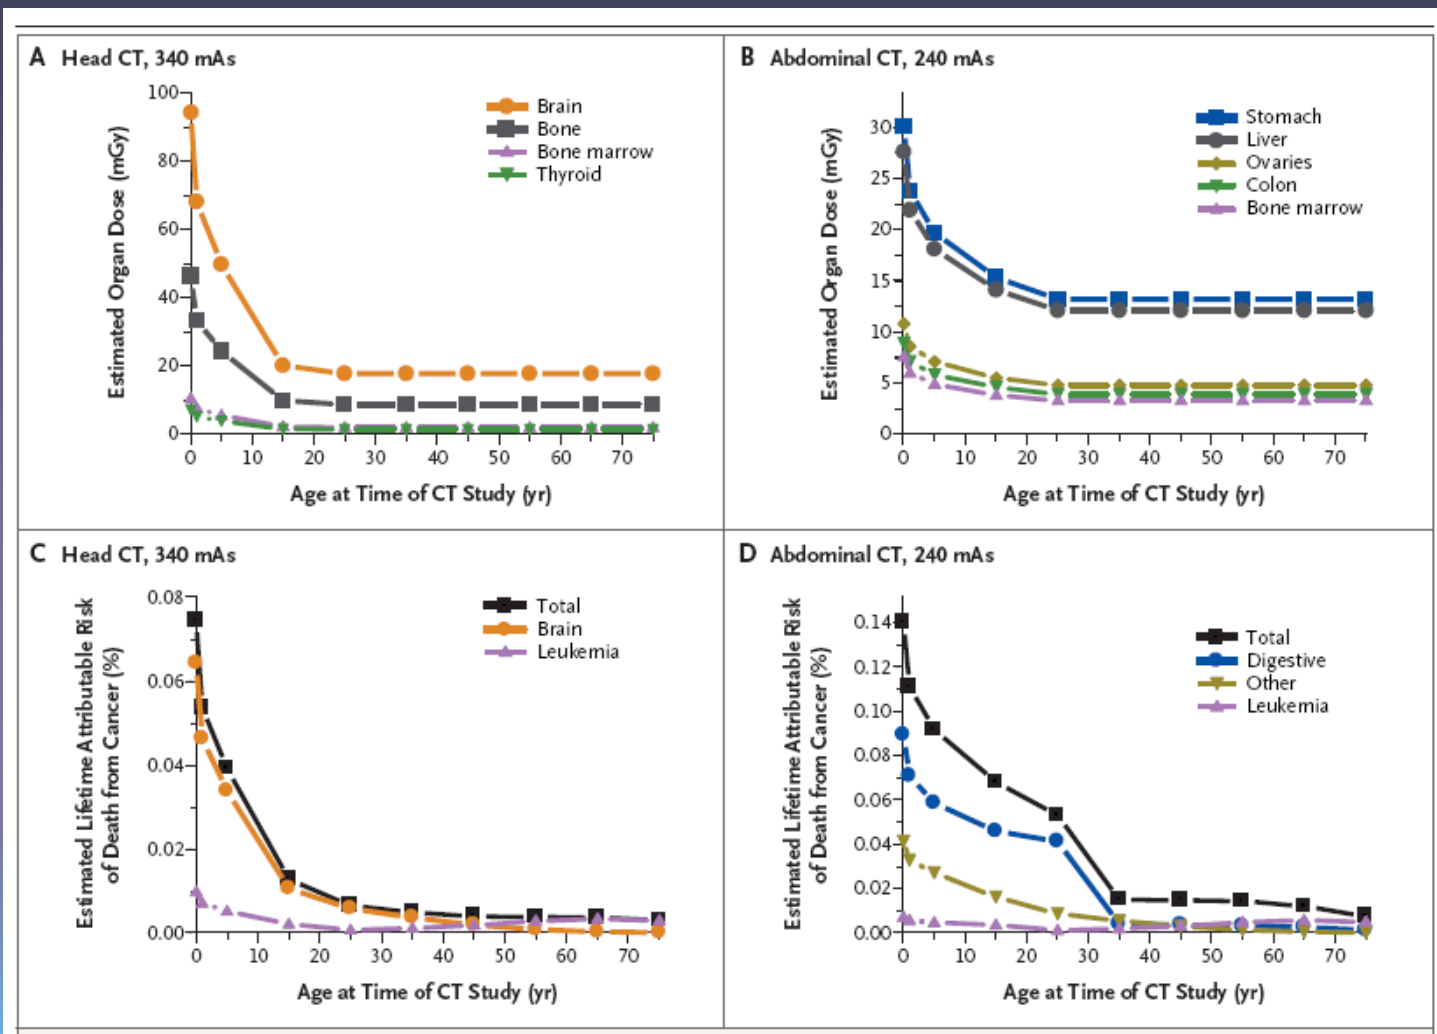 A Head CT, 340 mAs
Estimated Organ Dose (mGy)
100
80
60
40
20
0
Brain
Bone
Bone marrow
Thyroid
0 10 20 30 40 50 60 70
Age at Time of CT Study (yr)
B Abdominal CT, 240 mAs
Estimated Organ Dose (mGy)
30
25
20
15
10
5
0
Stomach
Liver
Ovaries
Colon
Bone marrow
0 10 20 30 40 50 60 70
Age at Time of CT Study (yr)
C Head CT, 340 mAs
Estimated Lifetime Attributable Risk
of Death from Cancer (%)
0.08
0.06
0.04
0.02
0.00
Total
Brain
Leukemia
0 10 20 30 40 50 60 70
Age at Time of CT Study (yr)
D Abdominal CT, 240 mAs
Estimated Lifetime Attributable Risk
of Death from Cancer (%)
0.14
0.12
0.10
0.08
0.06
0.04
0.02
0.00
Total
Digestive
Other
Leukemia
0 10 20 30 40 50 60 70
Age at Time of CT Study (yr)